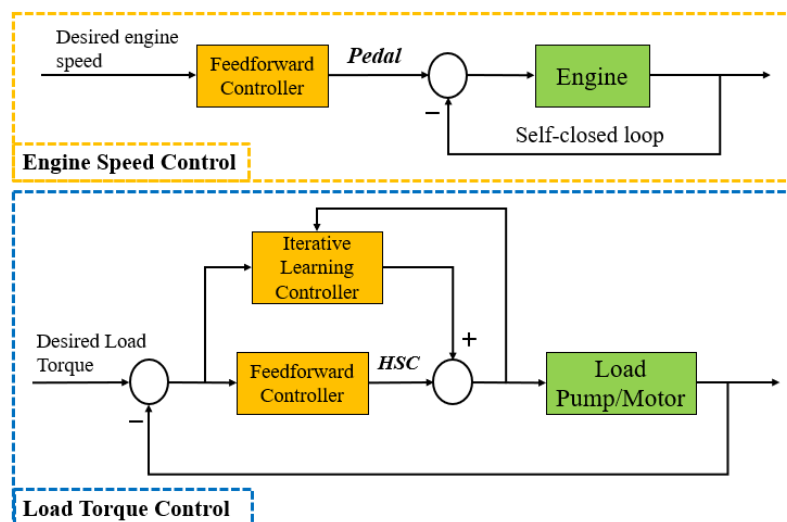 Desired engine
speed
Feedforward
Controller
Pedal
−
Engine
Self-closed loop
Engine Speed Control
Iterative
Learning
Controller
+
Desired Load
Torque
−
Feedforward
Controller
HSC
Load
Pump/Motor
Load Torque Control